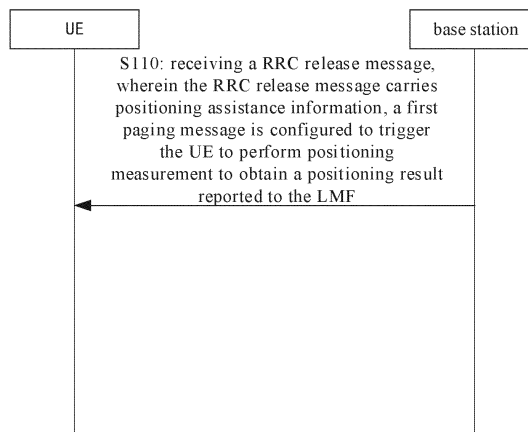 UE
base station
S110: receiving a RRC release message,
wherein the RRC release message carries
positioning assistance information, a first
paging message is configured to trigger
the UE to perform positioning
measurement to obtain a positioning result
reported to the LMF